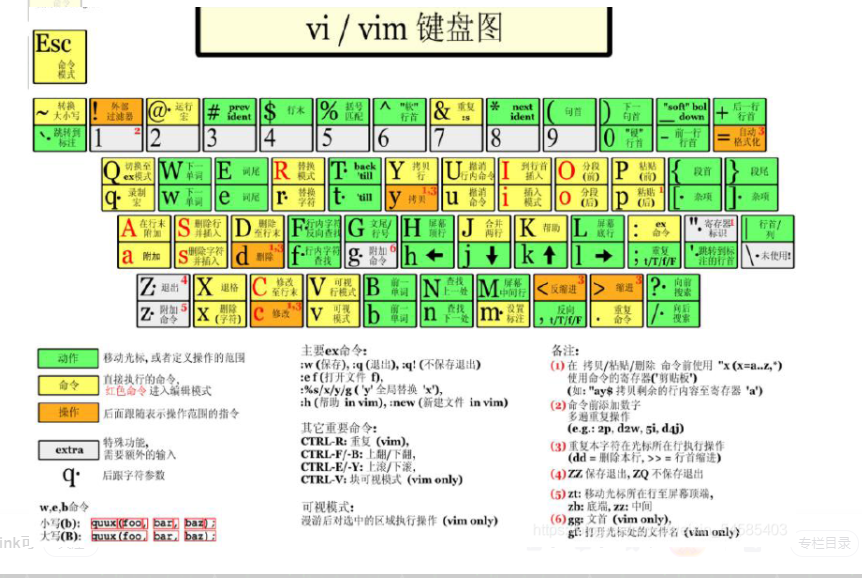 vi / vim 键盘图
Esc 命令模式
~ 转换大小写 ! 外部过滤器 @· 运行宏 # prev ident $ 行末 % 括号匹配 ^ "软"行首 & 重复 :s * next ident ( 句首 ) 下一句首 _ "soft" bol down + 后一行行首
`· 跳转到标注 1 2 2 3 4 5 6 7 8 9 0 "硬"行首 - 前一行行首 = 自动格式化 3
Q 切换至ex模式 W 下一单词 E 词尾 R 替换模式 T· back 'till Y 拷贝行 U 撤消行内命令 I 到行首插入 O 分段(前) P 粘贴(前) { 段首 } 段尾
q· 录制宏 w 下一单词 e 词尾 r· 替换字符 t· 'till y 拷贝 1,3 u 撤消命令 i 插入模式 o 分段(后) p 粘贴(后) 1 [· 杂项 ]· 杂项
A 在行末附加 S 删除行并插入 D 删除至行末 F· 行内字符反向查找 G 文尾/行号 H 屏幕顶行 J 合并两行 K 帮助 L 屏幕底行 : ex命令 "· 寄存器标识 1 | 行首/列
a 附加 s 删除字符并插入 d 删除 1,3 f· 行内字符查找 g· 附加命令 6 h ← j ↓ k ↑ l → ; 重复 t/T/f/F '· 跳转到标注的行首 \· 未使用!
Z· 退出 4 X 退格 C 修改至行末 V 可视行模式 B 前一单词 N 查找上一处 M 屏幕中间行 < 反缩进 3 > 缩进 3 ?· 向前搜索
z· 附加命令 5 x 删除(字符) c 修改 1,3 v 可视模式 b 前一单词 n 查找下一处 m· 设置标注 , 反向 t/T/f/F . 重复命令 /· 向后搜索
动作 移动光标, 或者定义操作的范围
命令 直接执行的命令,
红色命令 进入编辑模式
操作 后面跟随表示操作范围的指令
extra 特殊功能,
需要额外的输入
q· 后跟字符参数
w,e,b命令
小写(b): quux(foo, bar, baz);
大写(B): quux(foo, bar, baz);
主要ex命令:
:w (保存), :q (退出), :q! (不保存退出)
:e f (打开文件 f),
:%s/x/y/g ( 'y' 全局替换 'x'),
:h (帮助 in vim), :new (新建文件 in vim)
其它重要命令:
CTRL-R: 重复 (vim),
CTRL-F/-B: 上翻/下翻,
CTRL-E/-Y: 上滚/下滚,
CTRL-V: 块可视模式 (vim only)
可视模式:
漫游后对选中的区域执行操作 (vim only)
备注:
(1) 在 拷贝/粘贴/删除 命令前使用 "x (x=a..z,*)
使用命令的寄存器('剪贴板')
(如: "ay$ 拷贝剩余的行内容至寄存器 'a')
(2) 命令前添加数字
多遍重复操作
(e.g.: 2p, d2w, 5i, d4j)
(3) 重复本字符在光标所在行执行操作
(dd = 删除本行, >> = 行首缩进)
(4) ZZ 保存退出, ZQ 不保存退出
(5) zt: 移动光标所在行至屏幕顶端,
zb: 底端, zz: 中间
(6) gg: 文首 (vim only),
gf: 打开光标处的文件名 (vim only)
ink可
专栏目录